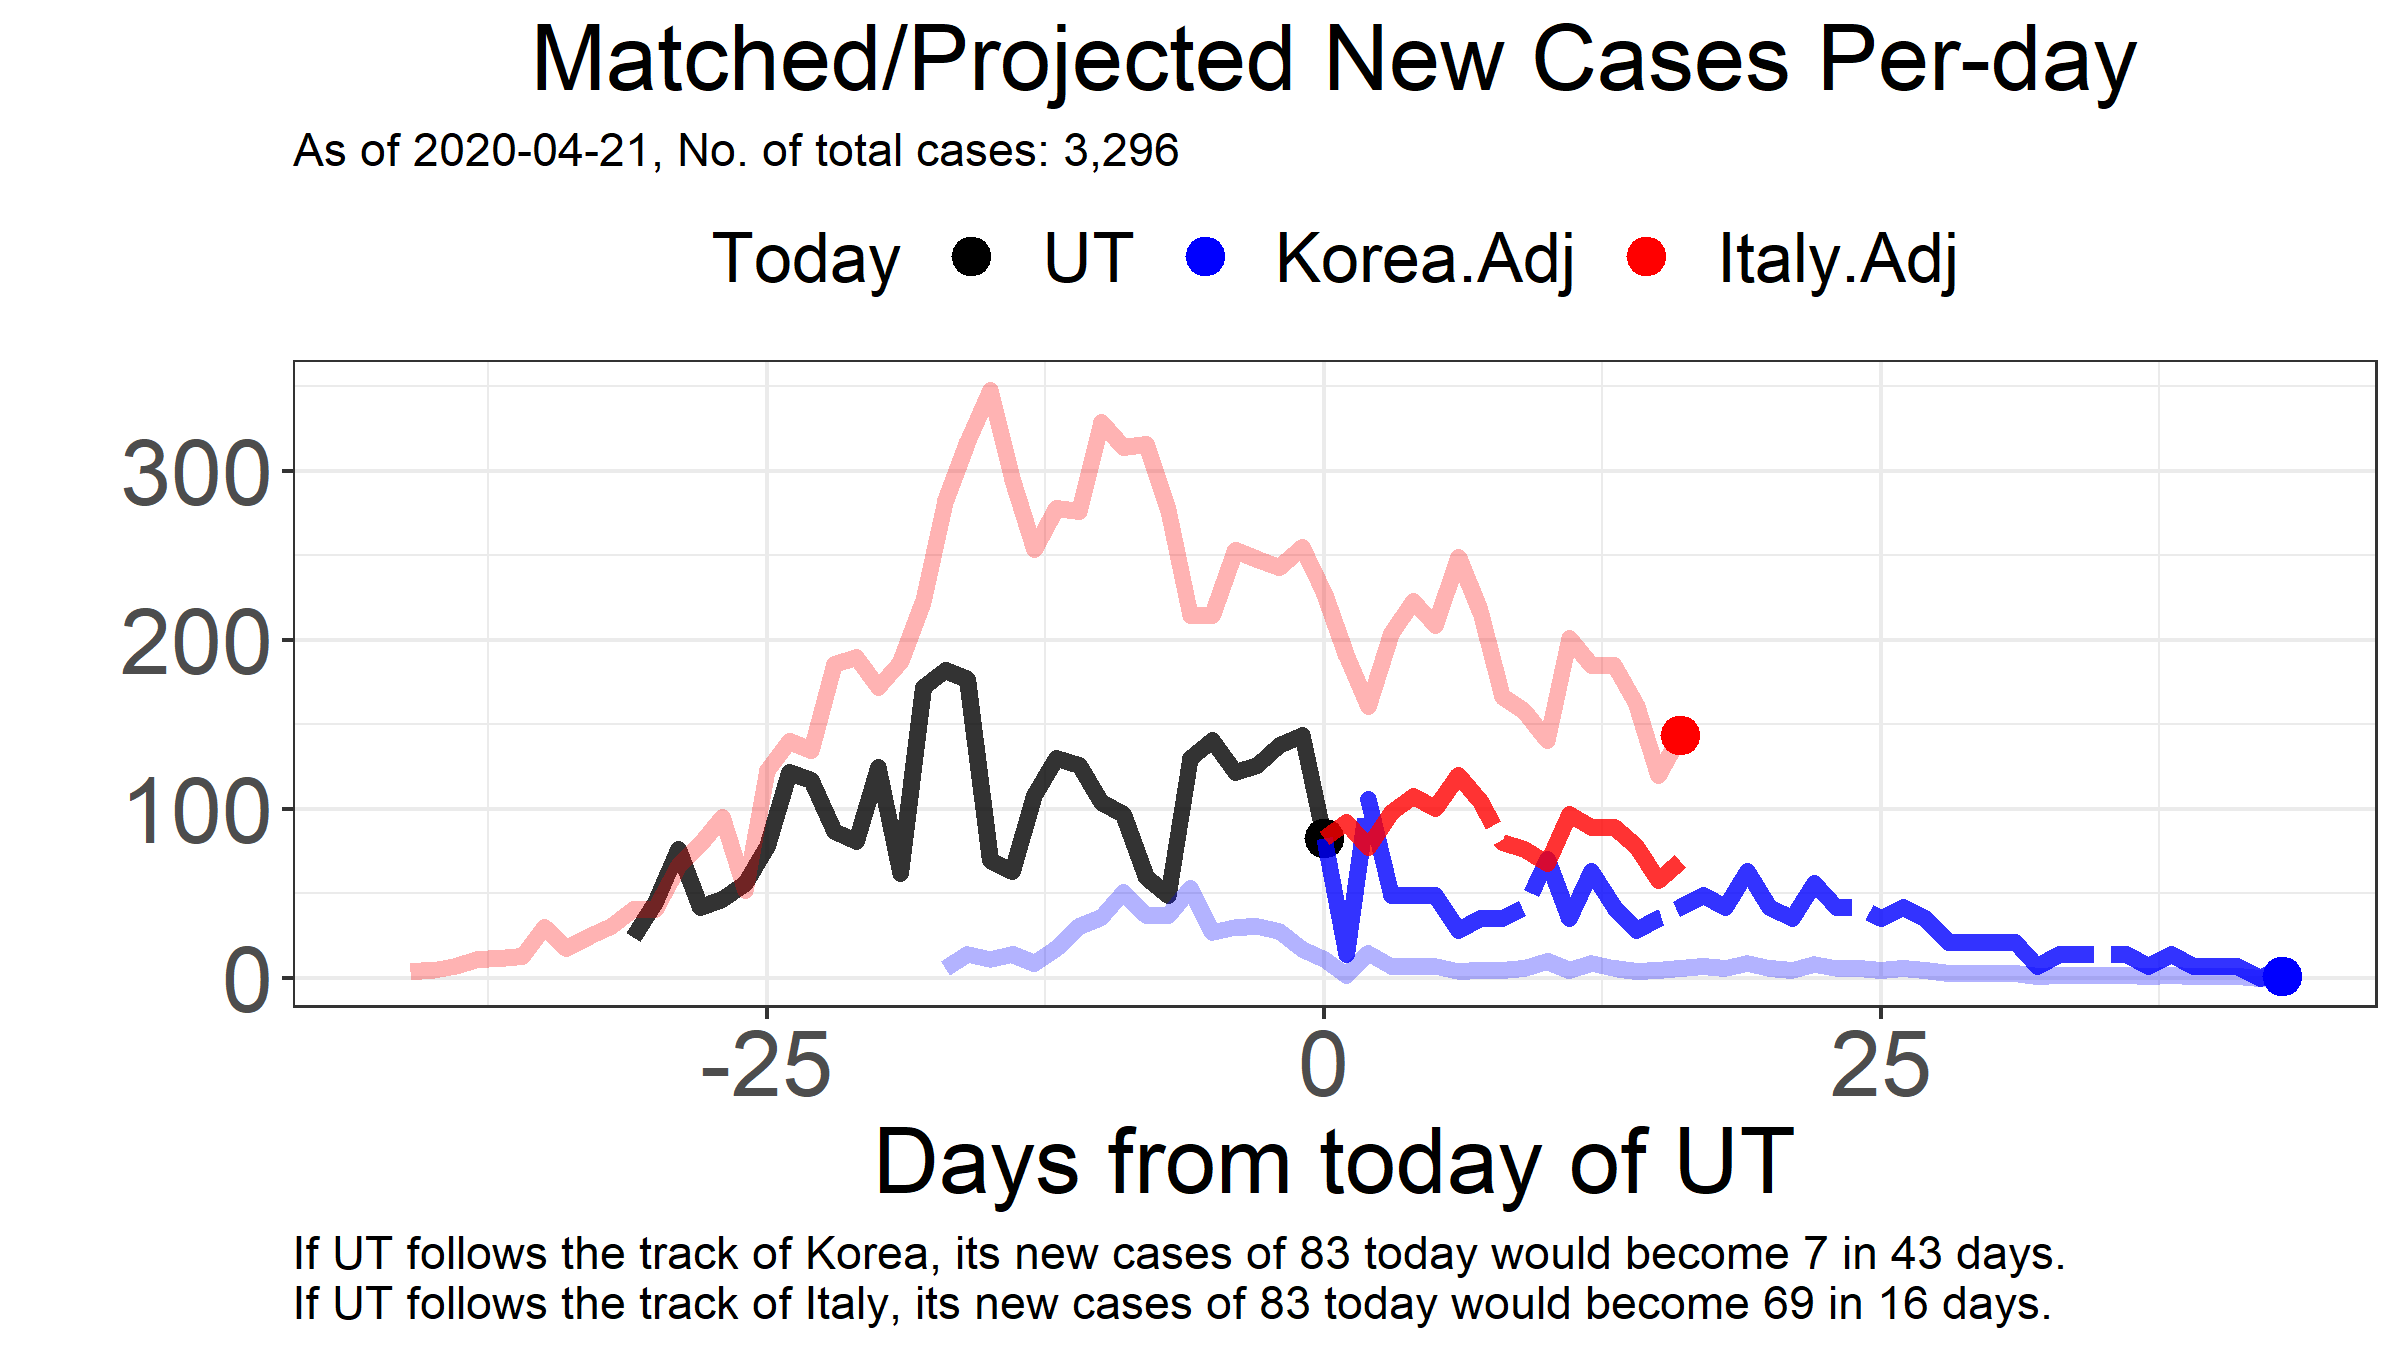 Matched/Projected New Cases Per-day
As of 2020-04-21, No. of total cases: 3,296
Today UT Korea.Adj Italy.Adj
300
200
100
0
-25 0 25
Days from today of UT
If UT follows the track of Korea, its new cases of 83 today would become 7 in 43 days.
If UT follows the track of Italy, its new cases of 83 today would become 69 in 16 days.